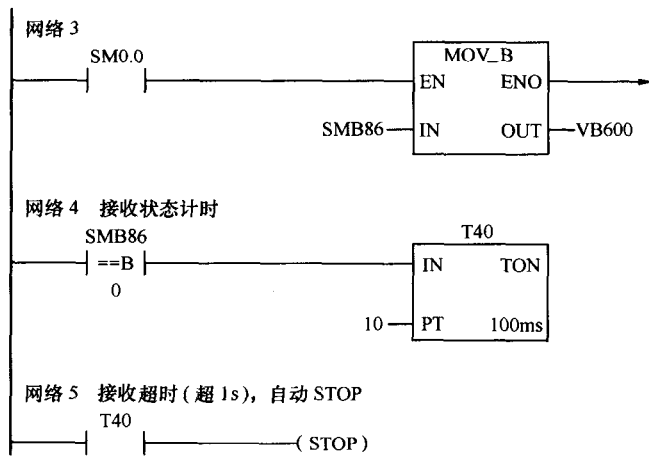 网络 3
SM0.0
MOV_B
EN ENO
SMB86 IN OUT VB600
网络 4 接收状态计时
SMB86
==B
0
T40
IN TON
10 PT 100ms
网络 5 接收超时(超 1s),自动 STOP
T40
(STOP)